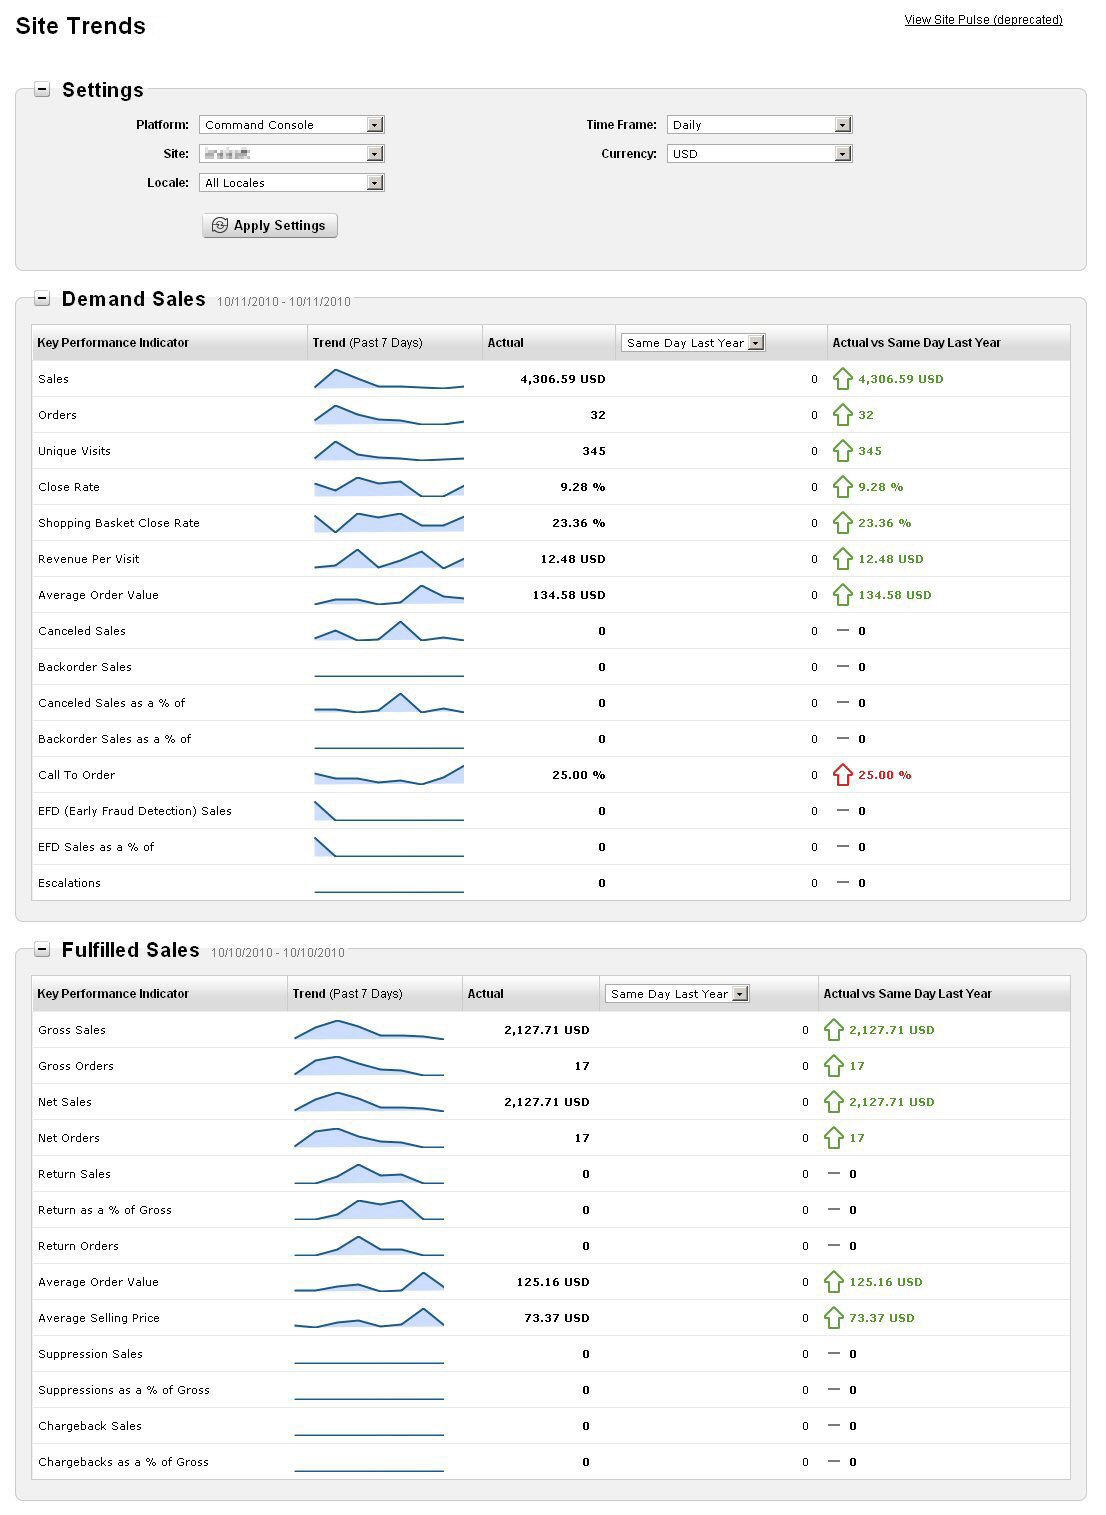 Site Trends
View Site Pulse (deprecated)
Settings
Platform: Command Console Time Frame: Daily
Site: Currency: USD
Locale: All Locales
Apply Settings
Demand Sales 10/11/2010 - 10/11/2010
Key Performance Indicator Trend (Past 7 Days) Actual Same Day Last Year Actual vs Same Day Last Year
Sales 4,306.59 USD 0 4,306.59 USD
Orders 32 0 32
Unique Visits 345 0 345
Close Rate 9.28 % 0 9.28 %
Shopping Basket Close Rate 23.36 % 0 23.36 %
Revenue Per Visit 12.48 USD 0 12.48 USD
Average Order Value 134.58 USD 0 134.58 USD
Canceled Sales 0 0 — 0
Backorder Sales 0 0 — 0
Canceled Sales as a % of 0 0 — 0
Backorder Sales as a % of 0 0 — 0
Call To Order 25.00 % 0 25.00 %
EFD (Early Fraud Detection) Sales 0 0 — 0
EFD Sales as a % of 0 0 — 0
Escalations 0 0 — 0
Fulfilled Sales 10/10/2010 - 10/10/2010
Key Performance Indicator Trend (Past 7 Days) Actual Same Day Last Year Actual vs Same Day Last Year
Gross Sales 2,127.71 USD 0 2,127.71 USD
Gross Orders 17 0 17
Net Sales 2,127.71 USD 0 2,127.71 USD
Net Orders 17 0 17
Return Sales 0 0 — 0
Return as a % of Gross 0 0 — 0
Return Orders 0 0 — 0
Average Order Value 125.16 USD 0 125.16 USD
Average Selling Price 73.37 USD 0 73.37 USD
Suppression Sales 0 0 — 0
Suppressions as a % of Gross 0 0 — 0
Chargeback Sales 0 0 — 0
Chargebacks as a % of Gross 0 0 — 0